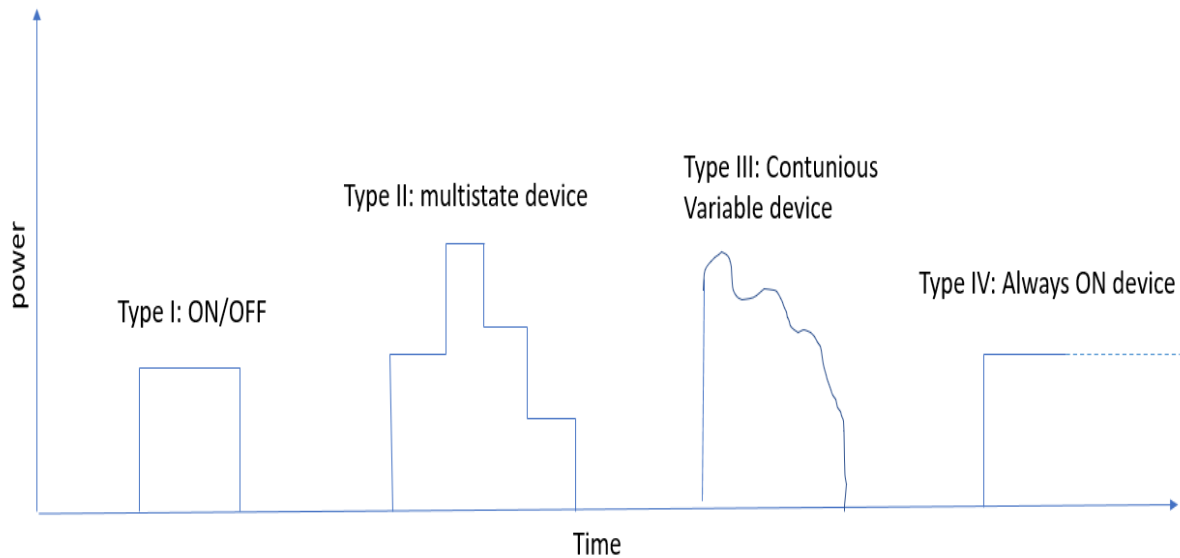 Type II: multistate device
Type III: Contunious
Variable device
Type I: ON/OFF
Type IV: Always ON device
power
Time